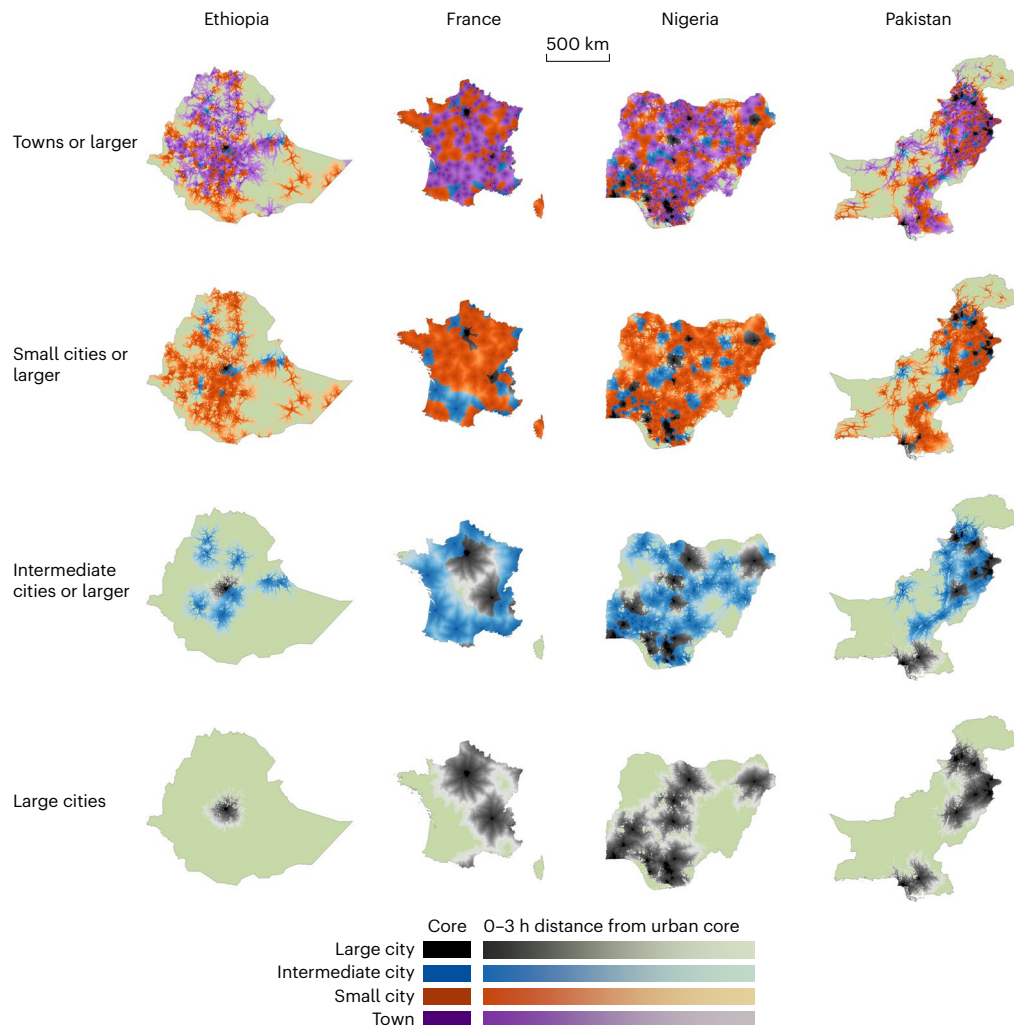 Ethiopia
France
Nigeria
Pakistan
500 km
Towns or larger
Small cities or
larger
Intermediate
cities or larger
Large cities
Core
0–3 h distance from urban core
Large city
Intermediate city
Small city
Town